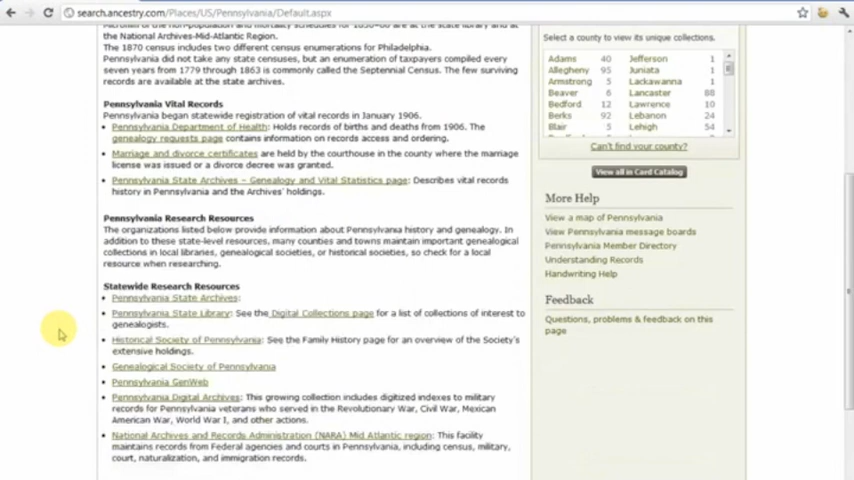 search.ancestry.com/Places/US/Pennsylvania/Default.aspx
Microfilm of the non-population and mortality schedules for 1850–80 are at the state library and at
the National Archives-Mid-Atlantic Region.
The 1870 census includes two different census enumerations for Philadelphia.
Pennsylvania did not take any state censuses, but an enumeration of taxpayers compiled every
seven years from 1779 through 1863 is commonly called the Septennial Census. The few surviving
records are available at the state archives.
Pennsylvania Vital Records
Pennsylvania began statewide registration of vital records in January 1906.
Pennsylvania Department of Health: Holds records of births and deaths from 1906. The
genealogy requests page contains information on records access and ordering.
Marriage and divorce certificates are held by the courthouse in the county where the marriage
license was issued or a divorce decree was granted.
Pennsylvania State Archives – Genealogy and Vital Statistics page: Describes vital records
history in Pennsylvania and the Archives' holdings.
Pennsylvania Research Resources
The organizations listed below provide information about Pennsylvania history and genealogy. In
addition to these state-level resources, many counties and towns maintain important genealogical
collections in local libraries, genealogical societies, or historical societies, so check for a local
resource when researching.
Statewide Research Resources
Pennsylvania State Archives:
Pennsylvania State Library: See the Digital Collections page for a list of collections of interest to
genealogists.
Historical Society of Pennsylvania: See the Family History page for an overview of the Society's
extensive holdings.
Genealogical Society of Pennsylvania
Pennsylvania GenWeb
Pennsylvania Digital Archives: This growing collection includes digitized indexes to military
records for Pennsylvania veterans who served in the Revolutionary War, Civil War, Mexican
American War, World War I, and other actions.
National Archives and Records Administration (NARA) Mid Atlantic region: This facility
maintains records from Federal agencies and courts in Pennsylvania, including census, military,
court, naturalization, and immigration records.
Select a county to view its unique collections.
Adams 40 Jefferson 1
Allegheny 95 Juniata 1
Armstrong 5 Lackawanna 1
Beaver 6 Lancaster 88
Bedford 12 Lawrence 10
Berks 92 Lebanon 24
Blair 5 Lehigh 54
Can't find your county?
View all in Card Catalog
More Help
View a map of Pennsylvania
View Pennsylvania message boards
Pennsylvania Member Directory
Understanding Records
Handwriting Help
Feedback
Questions, problems & feedback on this
page